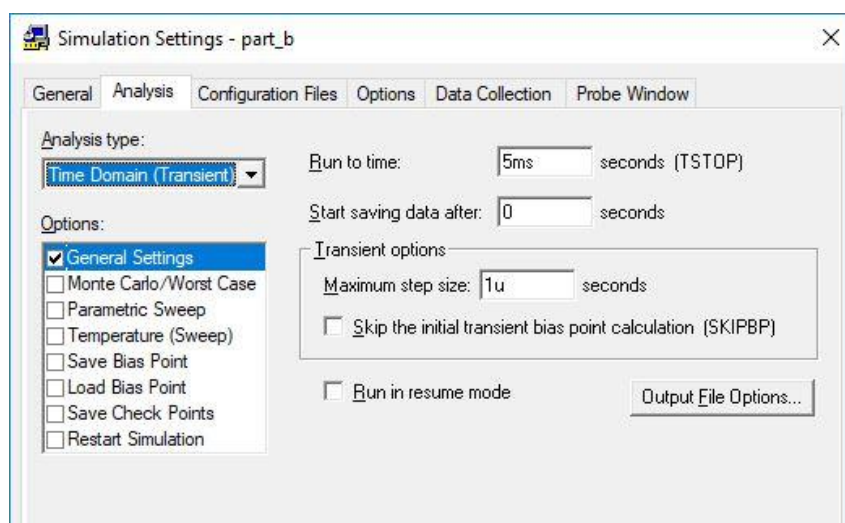 Simulation Settings - part_b
General Analysis Configuration Files Options Data Collection Probe Window
Analysis type:
Time Domain (Transient)
Options:
General Settings
Monte Carlo/Worst Case
Parametric Sweep
Temperature (Sweep)
Save Bias Point
Load Bias Point
Save Check Points
Restart Simulation
Run to time: 5ms seconds (TSTOP)
Start saving data after: 0 seconds
Transient options
Maximum step size: 1u seconds
Skip the initial transient bias point calculation (SKIPBP)
Run in resume mode
Output File Options...